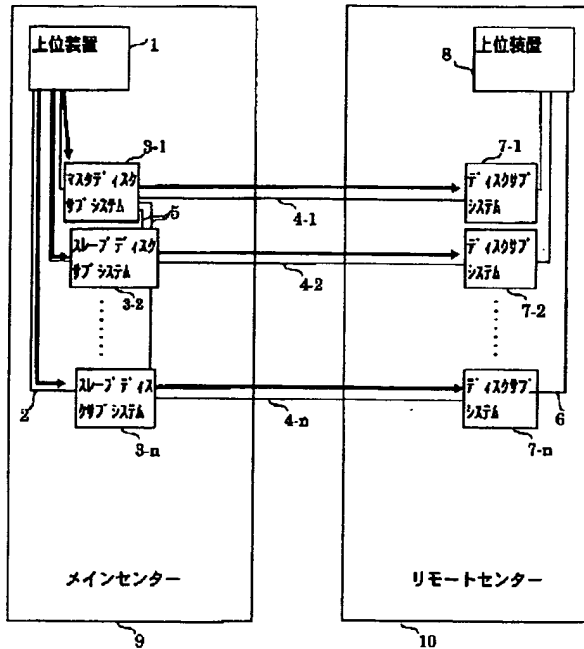 上位装置
1
8
上位装置
3-1
マスタディスク
サブシステム
5
4-1
7-1
ディスクサブ
システム
スレーブディスク
サブシステム
3-2
4-2
ディスクサブ
システム
7-2
スレーブディス
クサブシステム
3-n
2
4-n
ディスクサブ
システム
7-n
6
メインセンター
リモートセンター
9
10